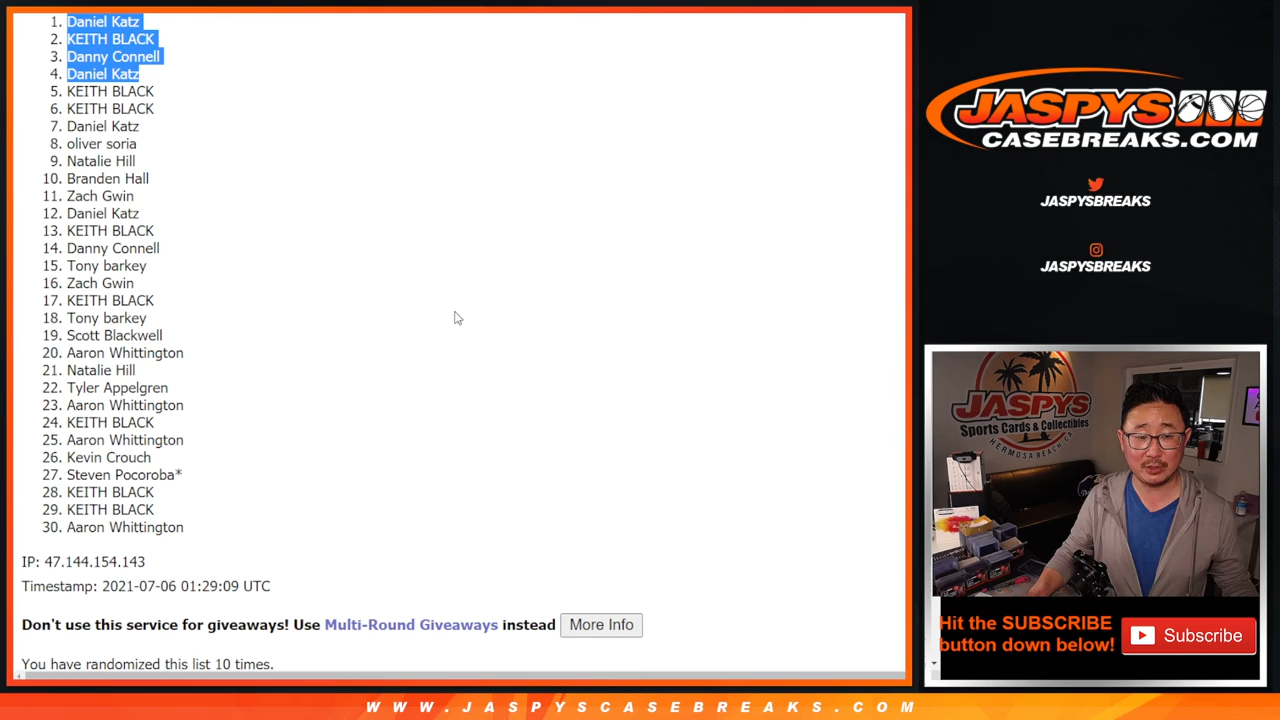 1. Daniel Katz
2. KEITH BLACK
3. Danny Connell
4. Daniel Katz
5. KEITH BLACK
6. KEITH BLACK
7. Daniel Katz
8. oliver soria
9. Natalie Hill
10. Branden Hall
11. Zach Gwin
12. Daniel Katz
13. KEITH BLACK
14. Danny Connell
15. Tony barkey
16. Zach Gwin
17. KEITH BLACK
18. Tony barkey
19. Scott Blackwell
20. Aaron Whittington
21. Natalie Hill
22. Tyler Appelgren
23. Aaron Whittington
24. KEITH BLACK
25. Aaron Whittington
26. Kevin Crouch
27. Steven Pocoroba*
28. KEITH BLACK
29. KEITH BLACK
30. Aaron Whittington
IP: 47.144.154.143
Timestamp: 2021-07-06 01:29:09 UTC
Don't use this service for giveaways! Use Multi-Round Giveaways instead More Info
You have randomized this list 10 times.
JASPYS
CASEBREAKS.COM
JASPYSBREAKS
JASPYSBREAKS
JASPYS
Sports Cards & Collectibles
HERMOSA BEACH, CA
Hit the SUBSCRIBE
button down below!
Subscribe
WWW.JASPYSCASEBREAKS.COM